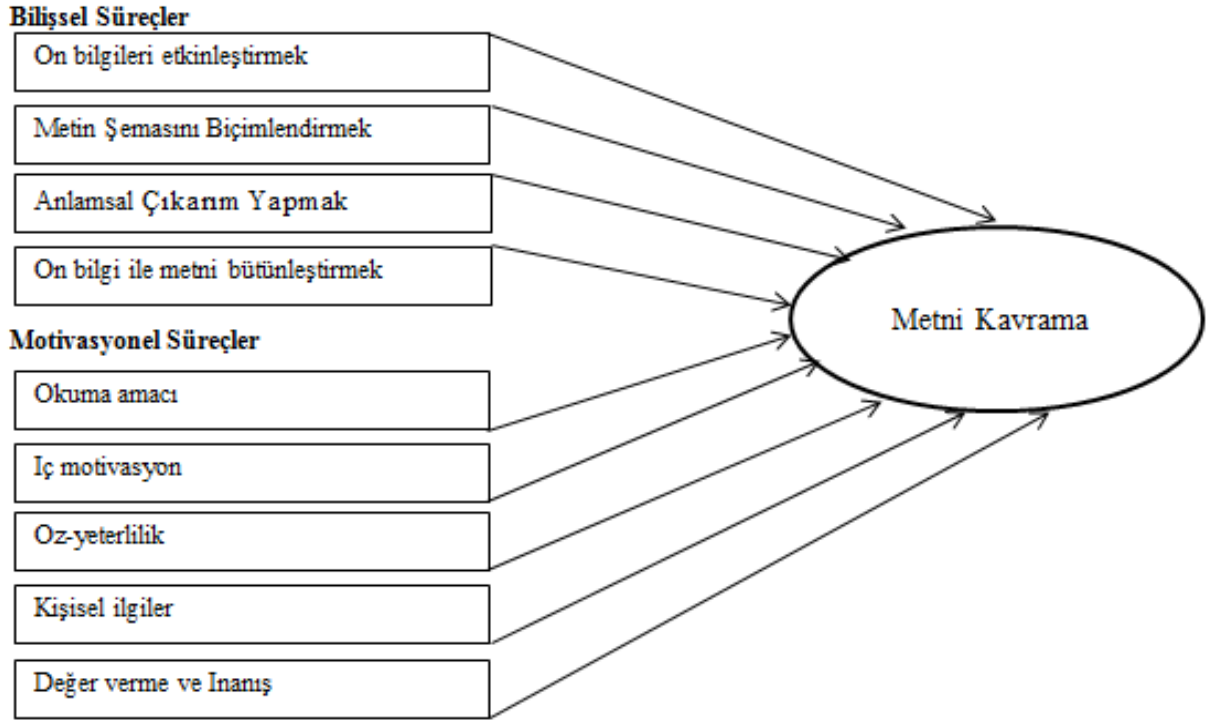 Bilişsel Süreçler
On bilgileri etkinleştirmek
Metin Şemasını Biçimlendirmek
Anlamsal Çıkarım Yapmak
On bilgi ile metni bütünleştirmek
Metni Kavrama
Motivasyonel Süreçler
Okuma amacı
Iç motivasyon
Oz-yeterlilik
Kişisel ilgiler
Değer verme ve Inanış